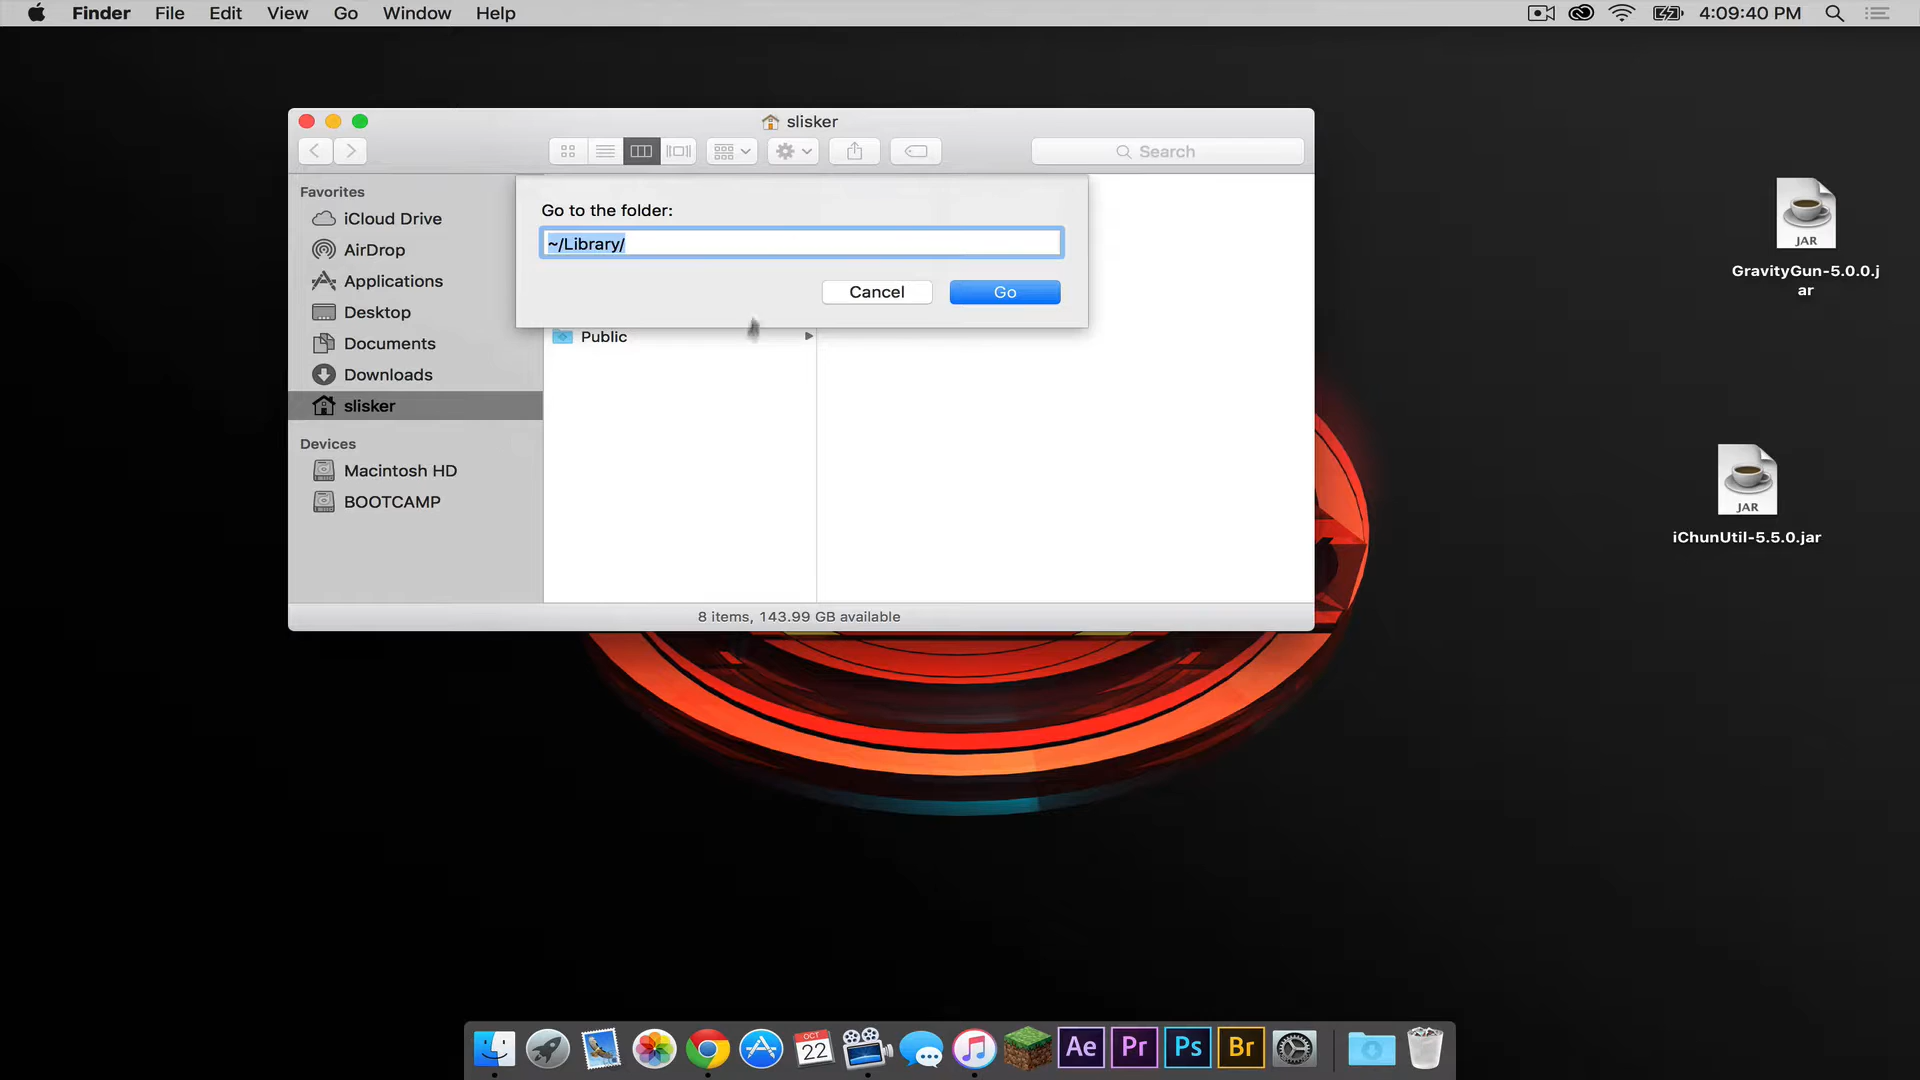 Finder File Edit View Go Window Help 4:09:40 PM
slisker
Search
Favorites
iCloud Drive
AirDrop
Applications
Desktop
Documents
Downloads
slisker
Devices
Macintosh HD
BOOTCAMP
Go to the folder:
~/Library/
Cancel Go
Public
8 items, 143.99 GB available
JAR
GravityGun-5.0.0.j
ar
JAR
iChunUtil-5.5.0.jar
OCT
22
Ae Pr Ps Br